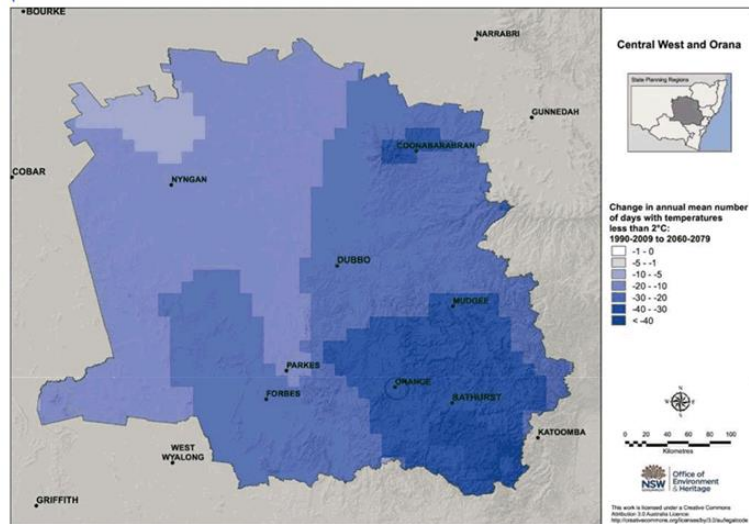 BOURKE
NARRABRI
Central West and Orana
State Planning Regions
GUNNEDAH
COONABARABRAN
COBAR
NYNGAN
Change in annual mean number
of days with temperatures
less than 2°C:
1990-2009 to 2060-2079
-1 - 0
-5 - -1
-10 - -5
-20 - -10
-30 - -20
-40 - -30
< -40
DUBBO
MUDGEE
PARKES
ORANGE
FORBES
BATHURST
KATOOMBA
WEST
WYALONG
GRIFFITH
N
W
E
S
0
20
40
60
80
100
Kilometres
NSW
GOVERNMENT
Office of
Environment
& Heritage
This work is licensed under a Creative Commons
Attribution 3.0 Australia Licence: